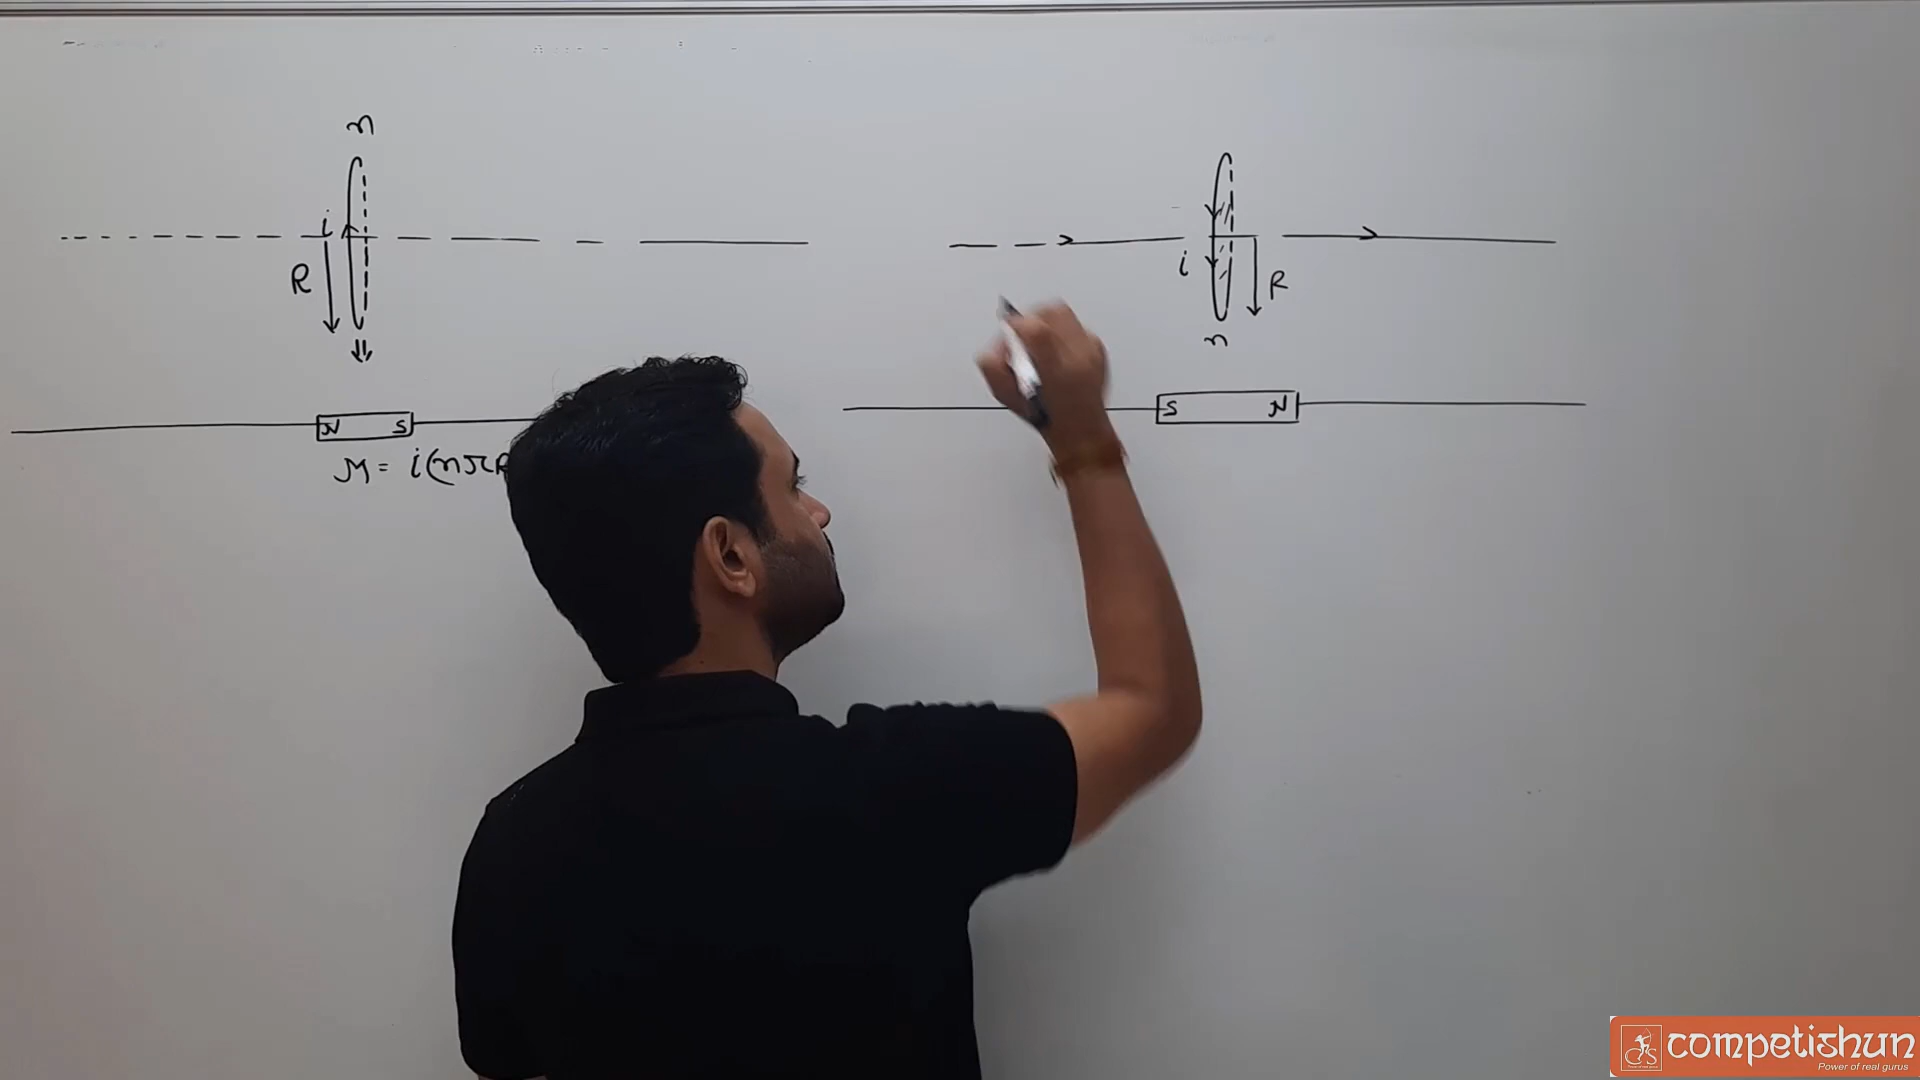 n
i
R
N S
M = i(nπR
i
R
n
S N
competishun
Power of real gurus